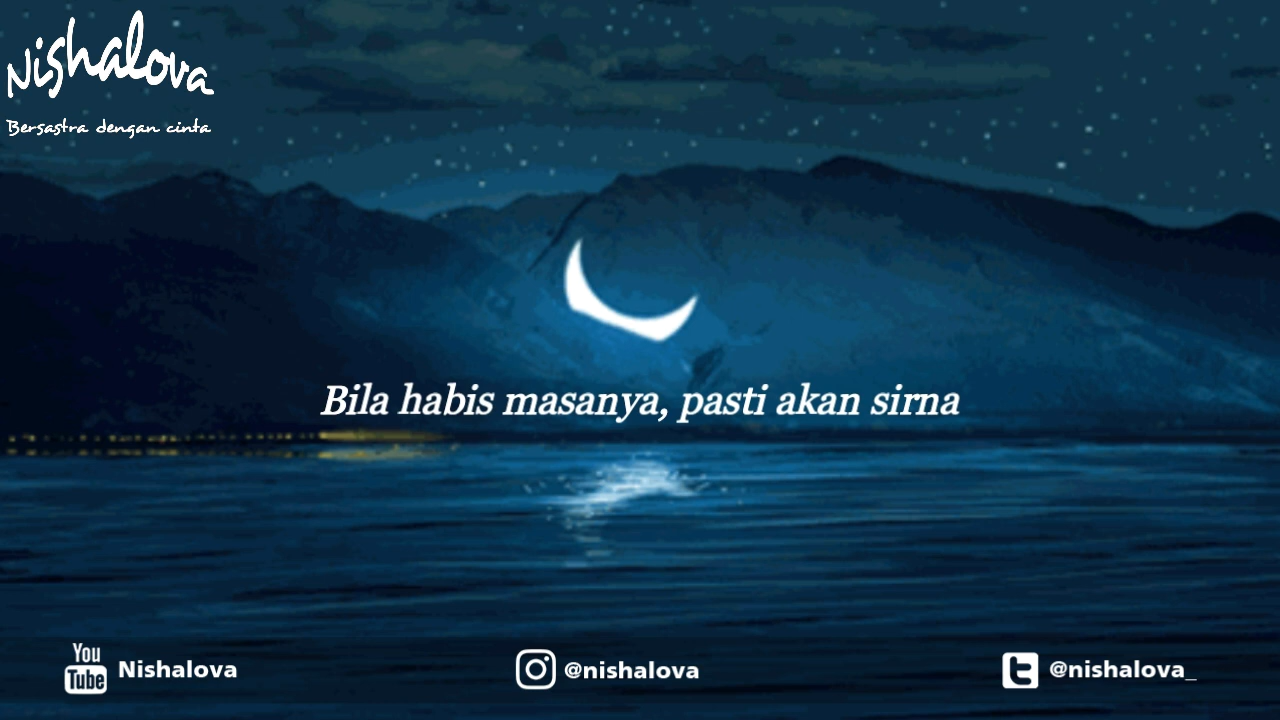 Nishalova
Bersastra dengan cinta
Bila habis masanya, pasti akan sirna
You
Tube
Nishalova
@nishalova
t
@nishalova_